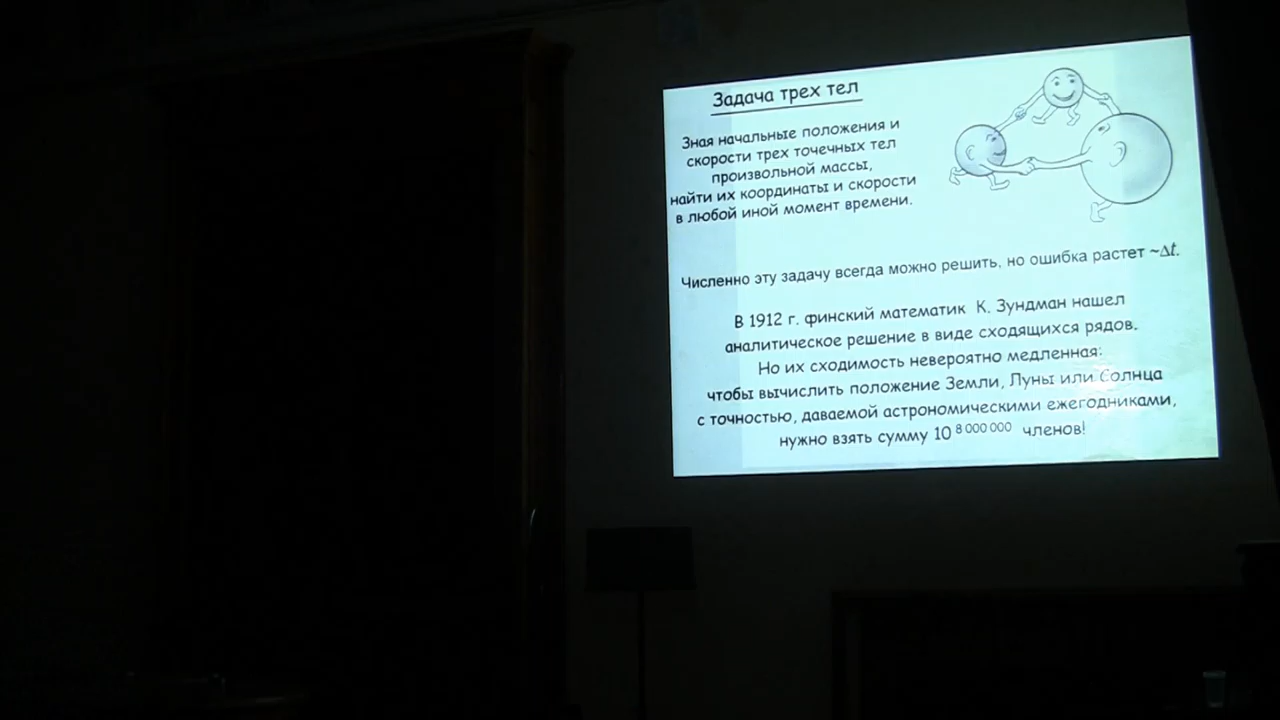 Задача трех тел
Зная начальные положения и
скорости трех точечных тел
произвольной массы,
найти их координаты и скорости
в любой иной момент времени.
Численно эту задачу всегда можно решить, но ошибка растет ~Δt.
В 1912 г. финский математик К. Зундман нашел
аналитическое решение в виде сходящихся рядов.
Но их сходимость невероятно медленная:
чтобы вычислить положение Земли, Луны или Солнца
с точностью, даваемой астрономическими ежегодниками,
нужно взять сумму 10 8 000 000 членов!